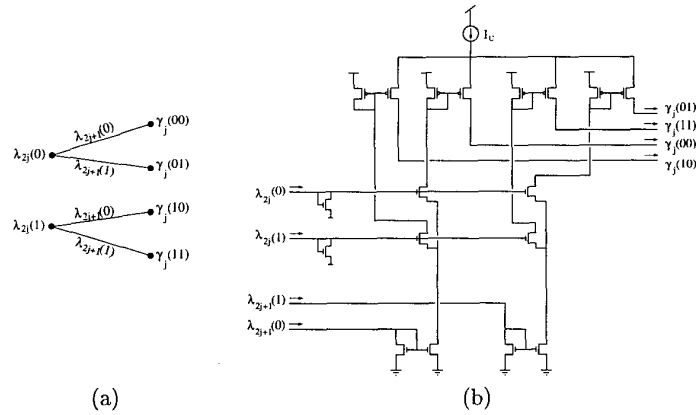 λ₂ⱼ(0)
λ₂ⱼ₊₁(0)
λ₂ⱼ₊₁(1)
γⱼ(00)
γⱼ(01)
λ₂ⱼ(1)
λ₂ⱼ₊₁(0)
λ₂ⱼ₊₁(1)
γⱼ(10)
γⱼ(11)
(a)
I_U
γⱼ(01)
γⱼ(11)
γⱼ(00)
γⱼ(10)
λ₂ⱼ(0)
λ₂ⱼ(1)
λ₂ⱼ₊₁(1)
λ₂ⱼ₊₁(0)
(b)